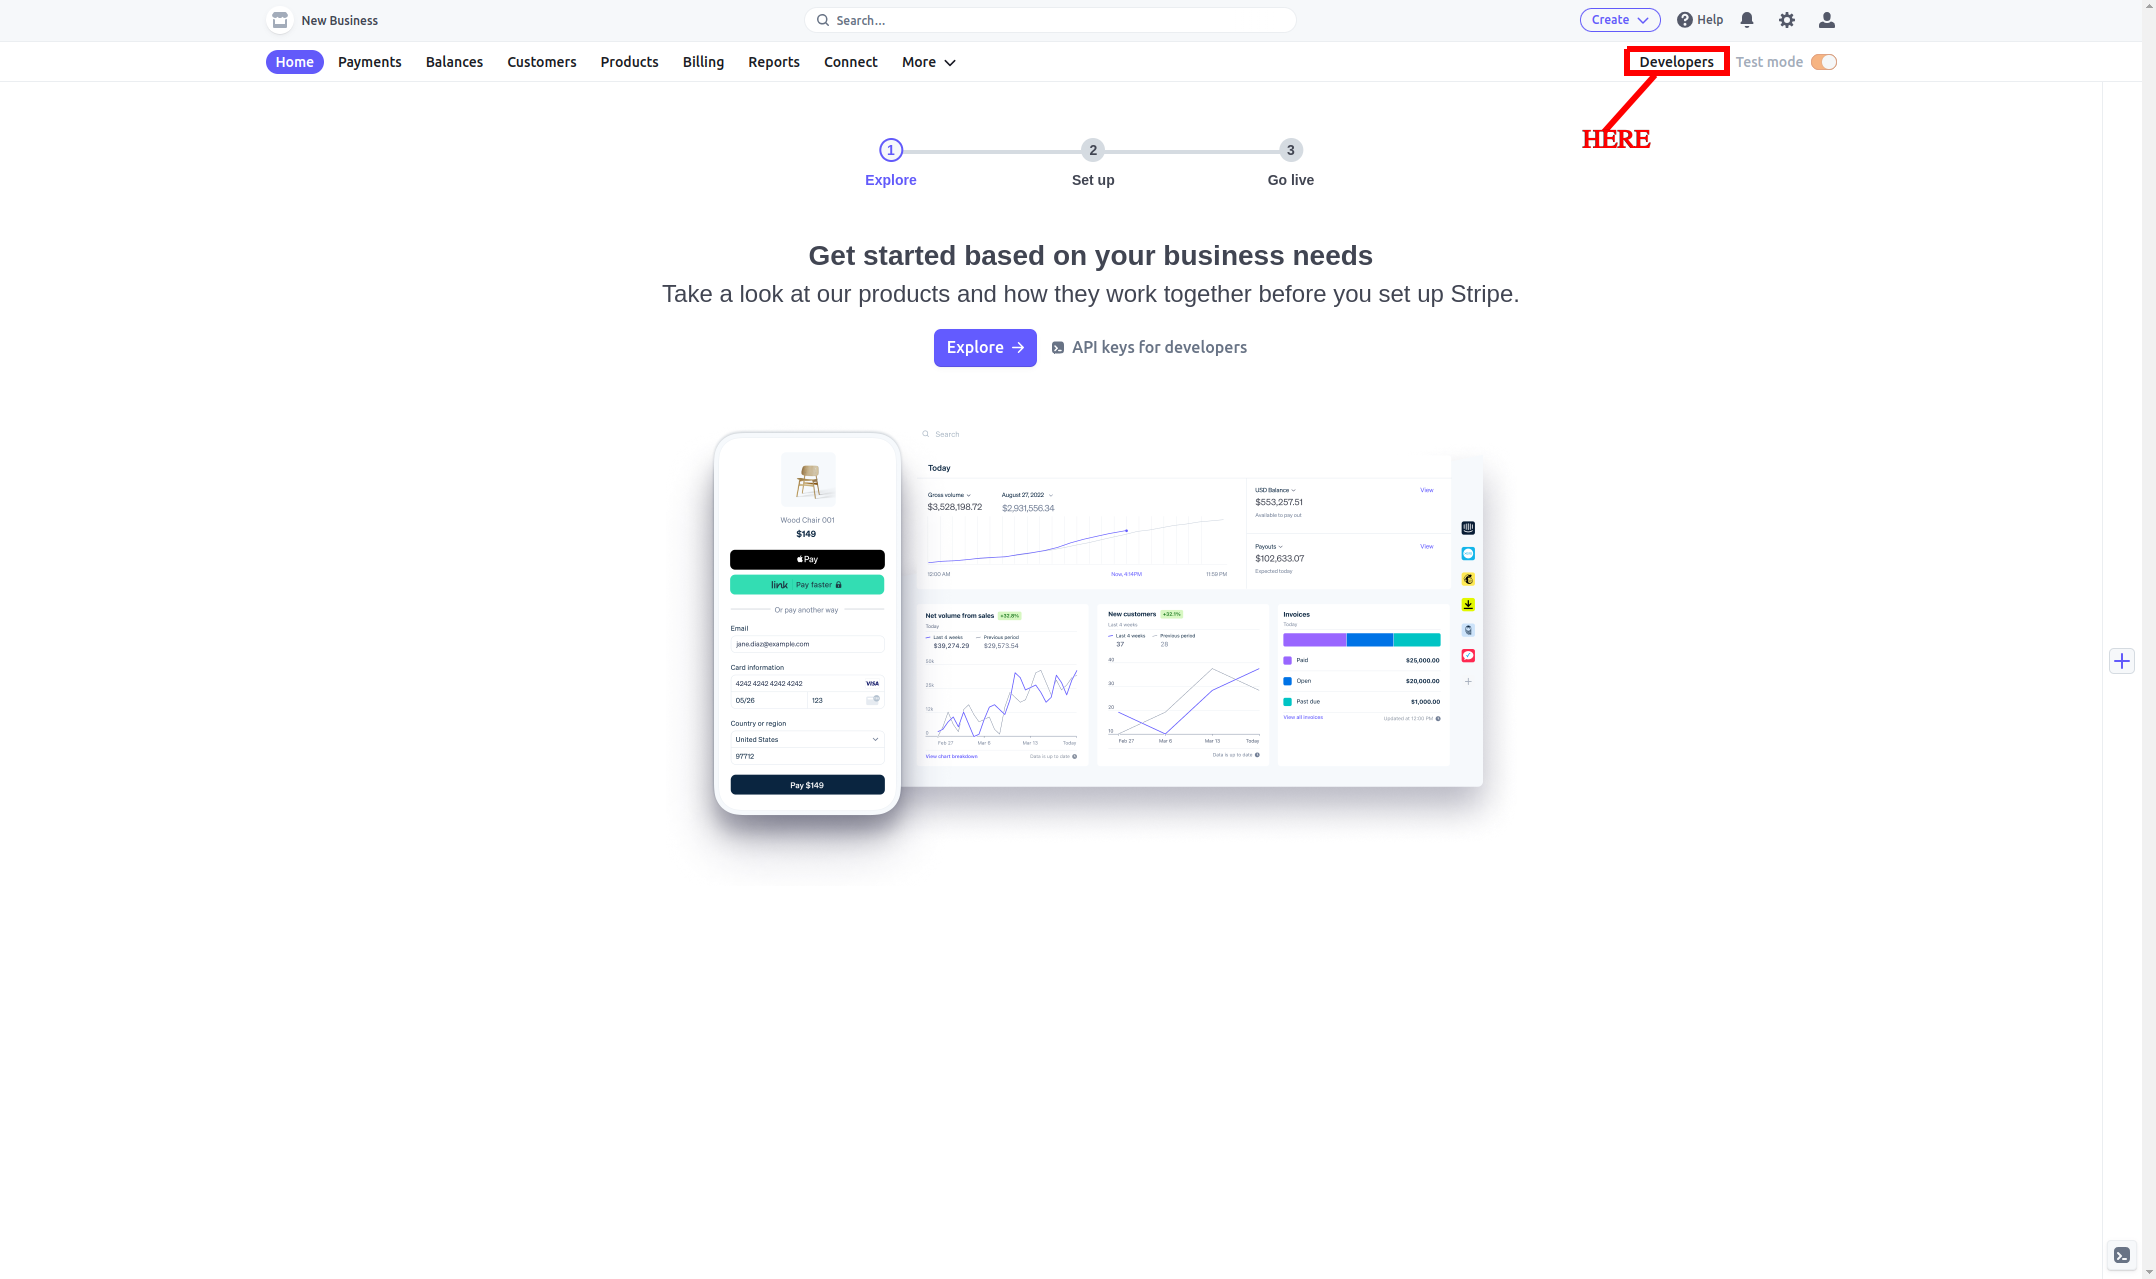 New Business
Search...
Create
Help
Home
Payments
Balances
Customers
Products
Billing
Reports
Connect
More
Developers
Test mode
HERE
1
2
3
Explore
Set up
Go live
Get started based on your business needs
Take a look at our products and how they work together before you set up Stripe.
Explore →
API keys for developers
Wood Chair 001
$149
Pay
link Pay faster
Or pay another way
Email
jane.diaz@example.com
Card information
4242 4242 4242 4242
VISA
05/26
123
Country or region
United States
97712
Pay $149
Search
Today
Gross volume
$3,528,198.72
August 27, 2022
$2,931,556.34
12:00 AM
Now, 4:14PM
11:59 PM
USD Balance
View
$553,257.51
Available to pay out
Payouts
View
$102,633.07
Expected today
Net volume from sales +32.8%
Today
Last 4 weeks
$39,274.29
Previous period
$29,573.54
50k
25k
12k
0
Feb 27
Mar 6
Mar 13
Today
View chart breakdown
Data is up to date
New customers +32.1%
Last 4 weeks
Last 4 weeks
37
Previous period
28
40
30
20
10
Feb 27
Mar 6
Mar 13
Today
Data is up to date
Invoices
Today
Paid
$25,000.00
Open
$20,000.00
Past due
$1,000.00
View all invoices
Updated at 12:00 PM